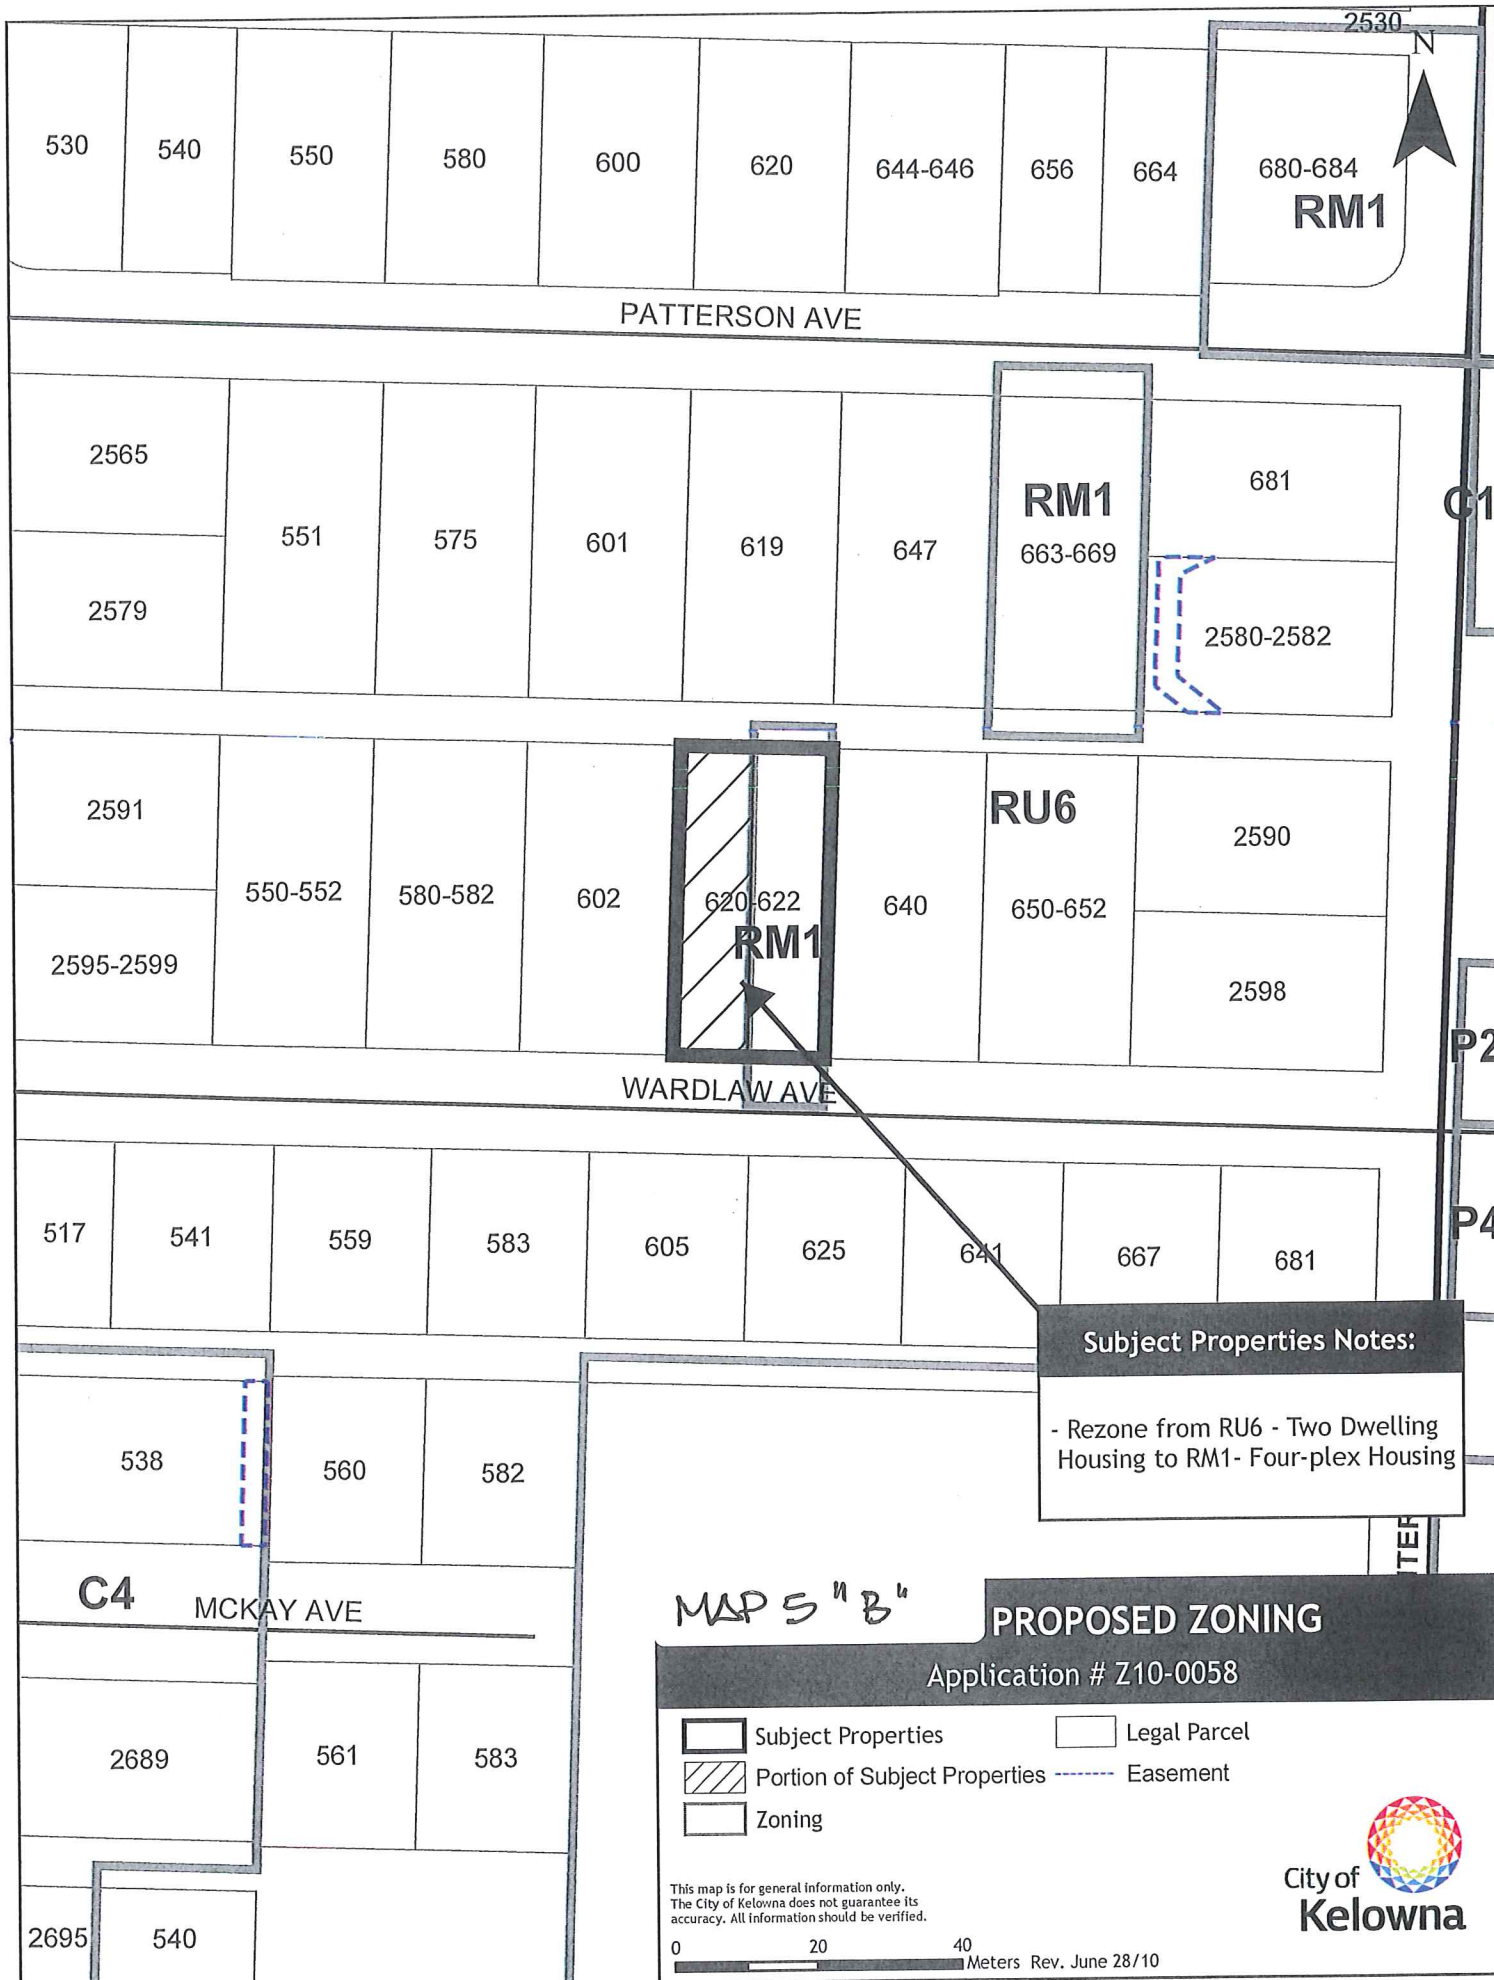 2530
N
530
540
550
580
600
620
644-646
656
664
680-684
RM1
PATTERSON AVE
2565
551
575
601
619
647
RM1
663-669
681
C1
2579
2580-2582
2591
550-552
580-582
602
620-622
RM1
640
RU6
650-652
2590
2595-2599
2598
P2
WARDLAW AVE
517
541
559
583
605
625
641
667
681
P4
Subject Properties Notes:
- Rezone from RU6 - Two Dwelling
Housing to RM1- Four-plex Housing
538
560
582
C4
MCKAY AVE
MAP 5 "B"
PROPOSED ZONING
Application # Z10-0058
Subject Properties
Legal Parcel
Portion of Subject Properties
Easement
Zoning
2689
561
583
This map is for general information only.
The City of Kelowna does not guarantee its
accuracy. All information should be verified.
City of
Kelowna
2695
540
0 20 40
Meters Rev. June 28/10